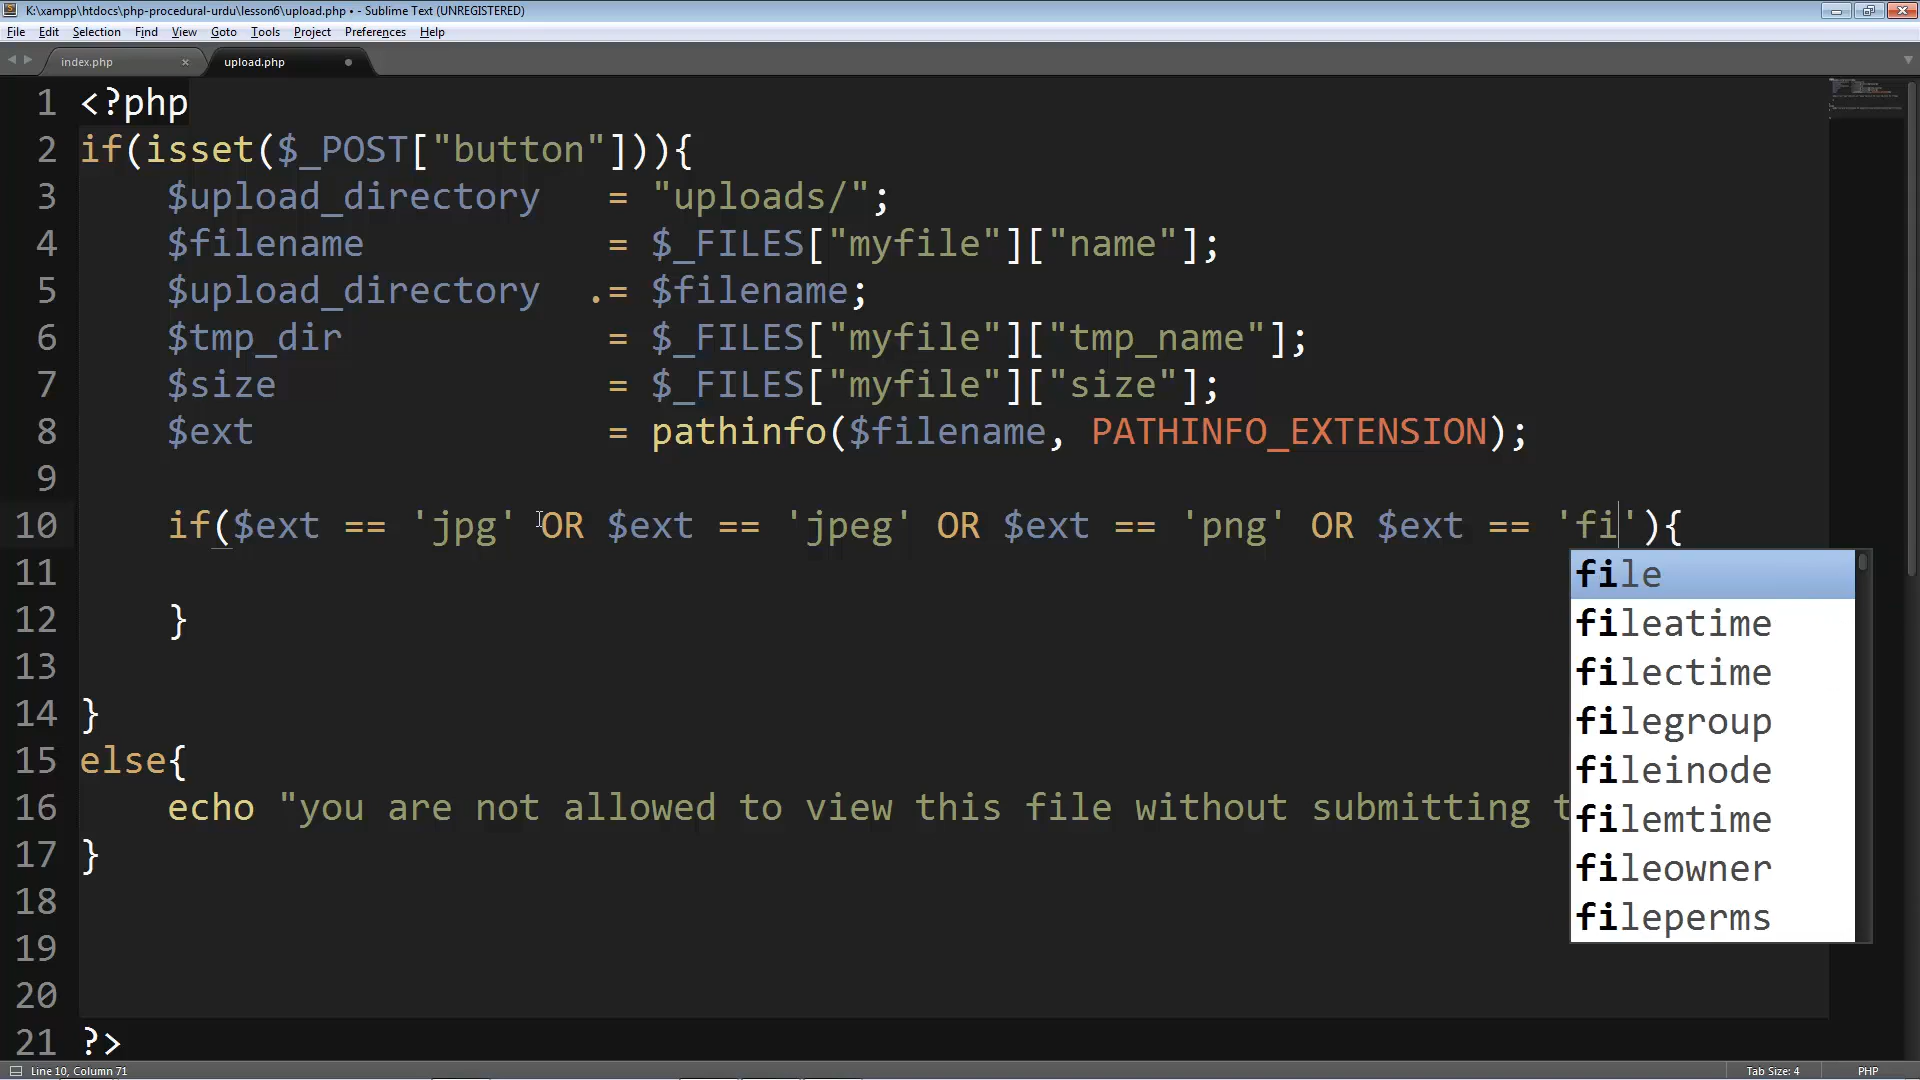 K:\xampp\htdocs\php-procedural-urdu\lesson6\upload.php • - Sublime Text (UNREGISTERED)
File Edit Selection Find View Goto Tools Project Preferences Help
index.php × upload.php
1 <?php
2 if(isset($_POST["button"])){
3     $upload_directory   = "uploads/";
4     $filename           = $_FILES["myfile"]["name"];
5     $upload_directory  .= $filename;
6     $tmp_dir            = $_FILES["myfile"]["tmp_name"];
7     $size               = $_FILES["myfile"]["size"];
8     $ext                = pathinfo($filename, PATHINFO_EXTENSION);
9
10     if($ext == 'jpg' OR $ext == 'jpeg' OR $ext == 'png' OR $ext == 'fi'){
11
12     }
13
14 }
15 else{
16     echo "you are not allowed to view this file without submitting t
17 }
18
19
20
21 ?>
file
fileatime
filectime
filegroup
fileinode
filemtime
fileowner
fileperms
Line 10, Column 71
Tab Size: 4
PHP